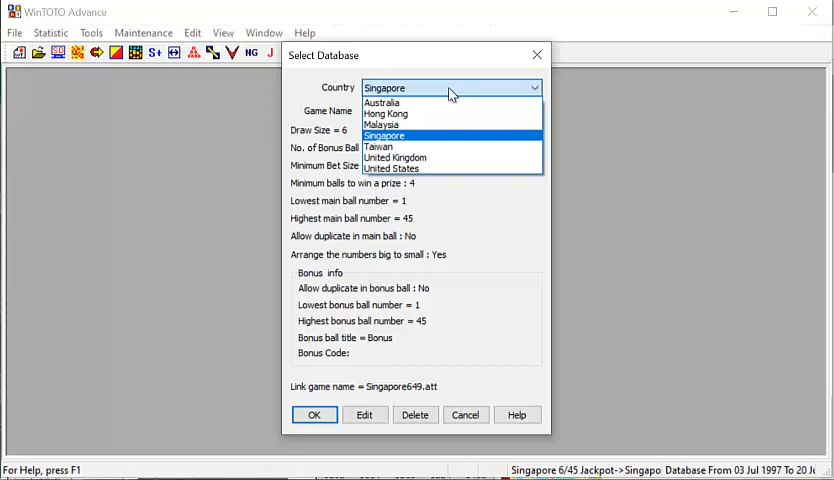 WinTOTO Advance
File Statistic Tools Maintenance Edit View Window Help
S+ NG J
Select Database
Country Singapore
Australia
Hong Kong
Malaysia
Singapore
Taiwan
United Kingdom
United States
Game Name
Draw Size = 6
No. of Bonus Ball
Minimum Bet Size
Minimum balls to win a prize : 4
Lowest main ball number = 1
Highest main ball number = 45
Allow duplicate in main ball : No
Arrange the numbers big to small : Yes
Bonus info
Allow duplicate in bonus ball : No
Lowest bonus ball number = 1
Highest bonus ball number = 45
Bonus ball title = Bonus
Bonus Code:
Link game name = Singapore649.att
OK Edit Delete Cancel Help
For Help, press F1 Singapore 6/45 Jackpot->Singapo Database From 03 Jul 1997 To 20 Ju